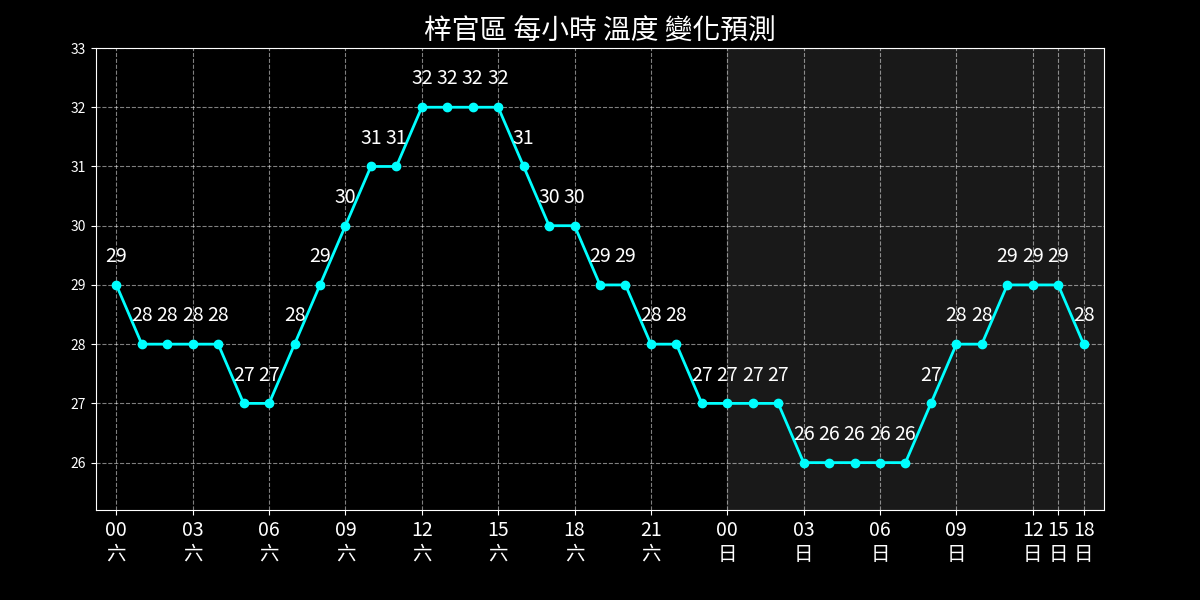 梓官區 每小時 溫度 變化預測
33
32
31
30
29
28
27
26
32 32 32 32
31 31 31
30 30 30
29 29 29 29 29 29 29
28 28 28 28 28 28 28 28 28 28
27 27 27 27 27 27 27
26 26 26 26 26
00 03 06 09 12 15 18 21 00 03 06 09 12 15 18
六 六 六 六 六 六 六 六 日 日 日 日 日 日 日